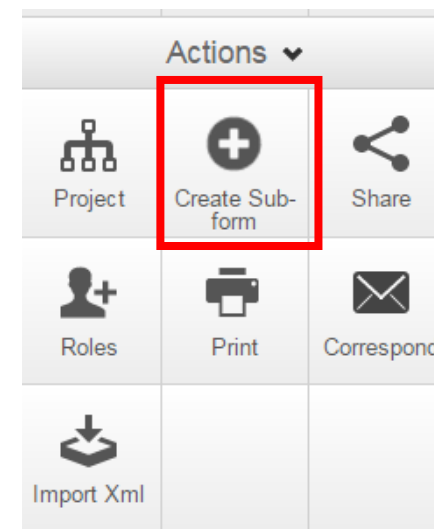 Actions
Project
Create Sub-
form
Share
Roles
Print
Correspond
Import Xml